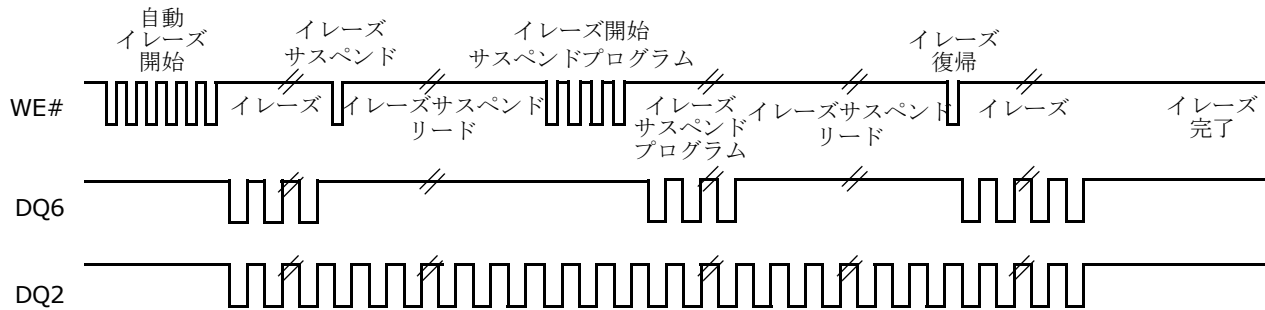 自動
イレーズ
開始
イレーズ
サスペンド
イレーズ開始
サスペンドプログラム
イレーズ
復帰
WE#
イレーズ
イレーズサスペンド
リード
イレーズ
サスペンド
プログラム
イレーズサスペンド
リード
イレーズ
イレーズ
完了
DQ6
DQ2